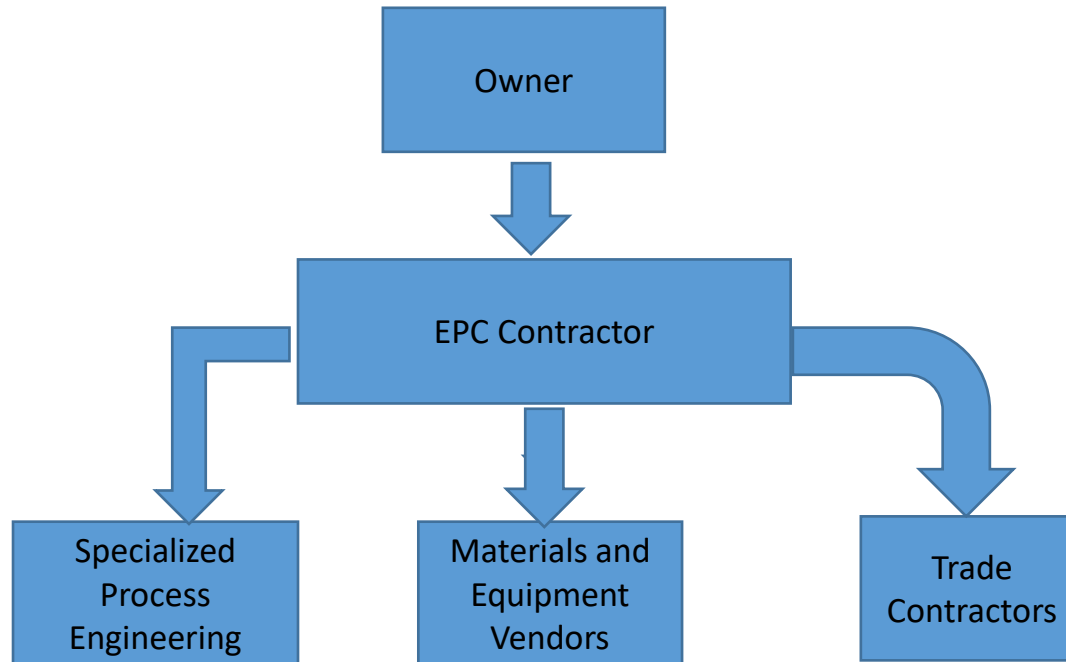 Owner
EPC Contractor
Specialized
Process
Engineering
Materials and
Equipment
Vendors
Trade
Contractors